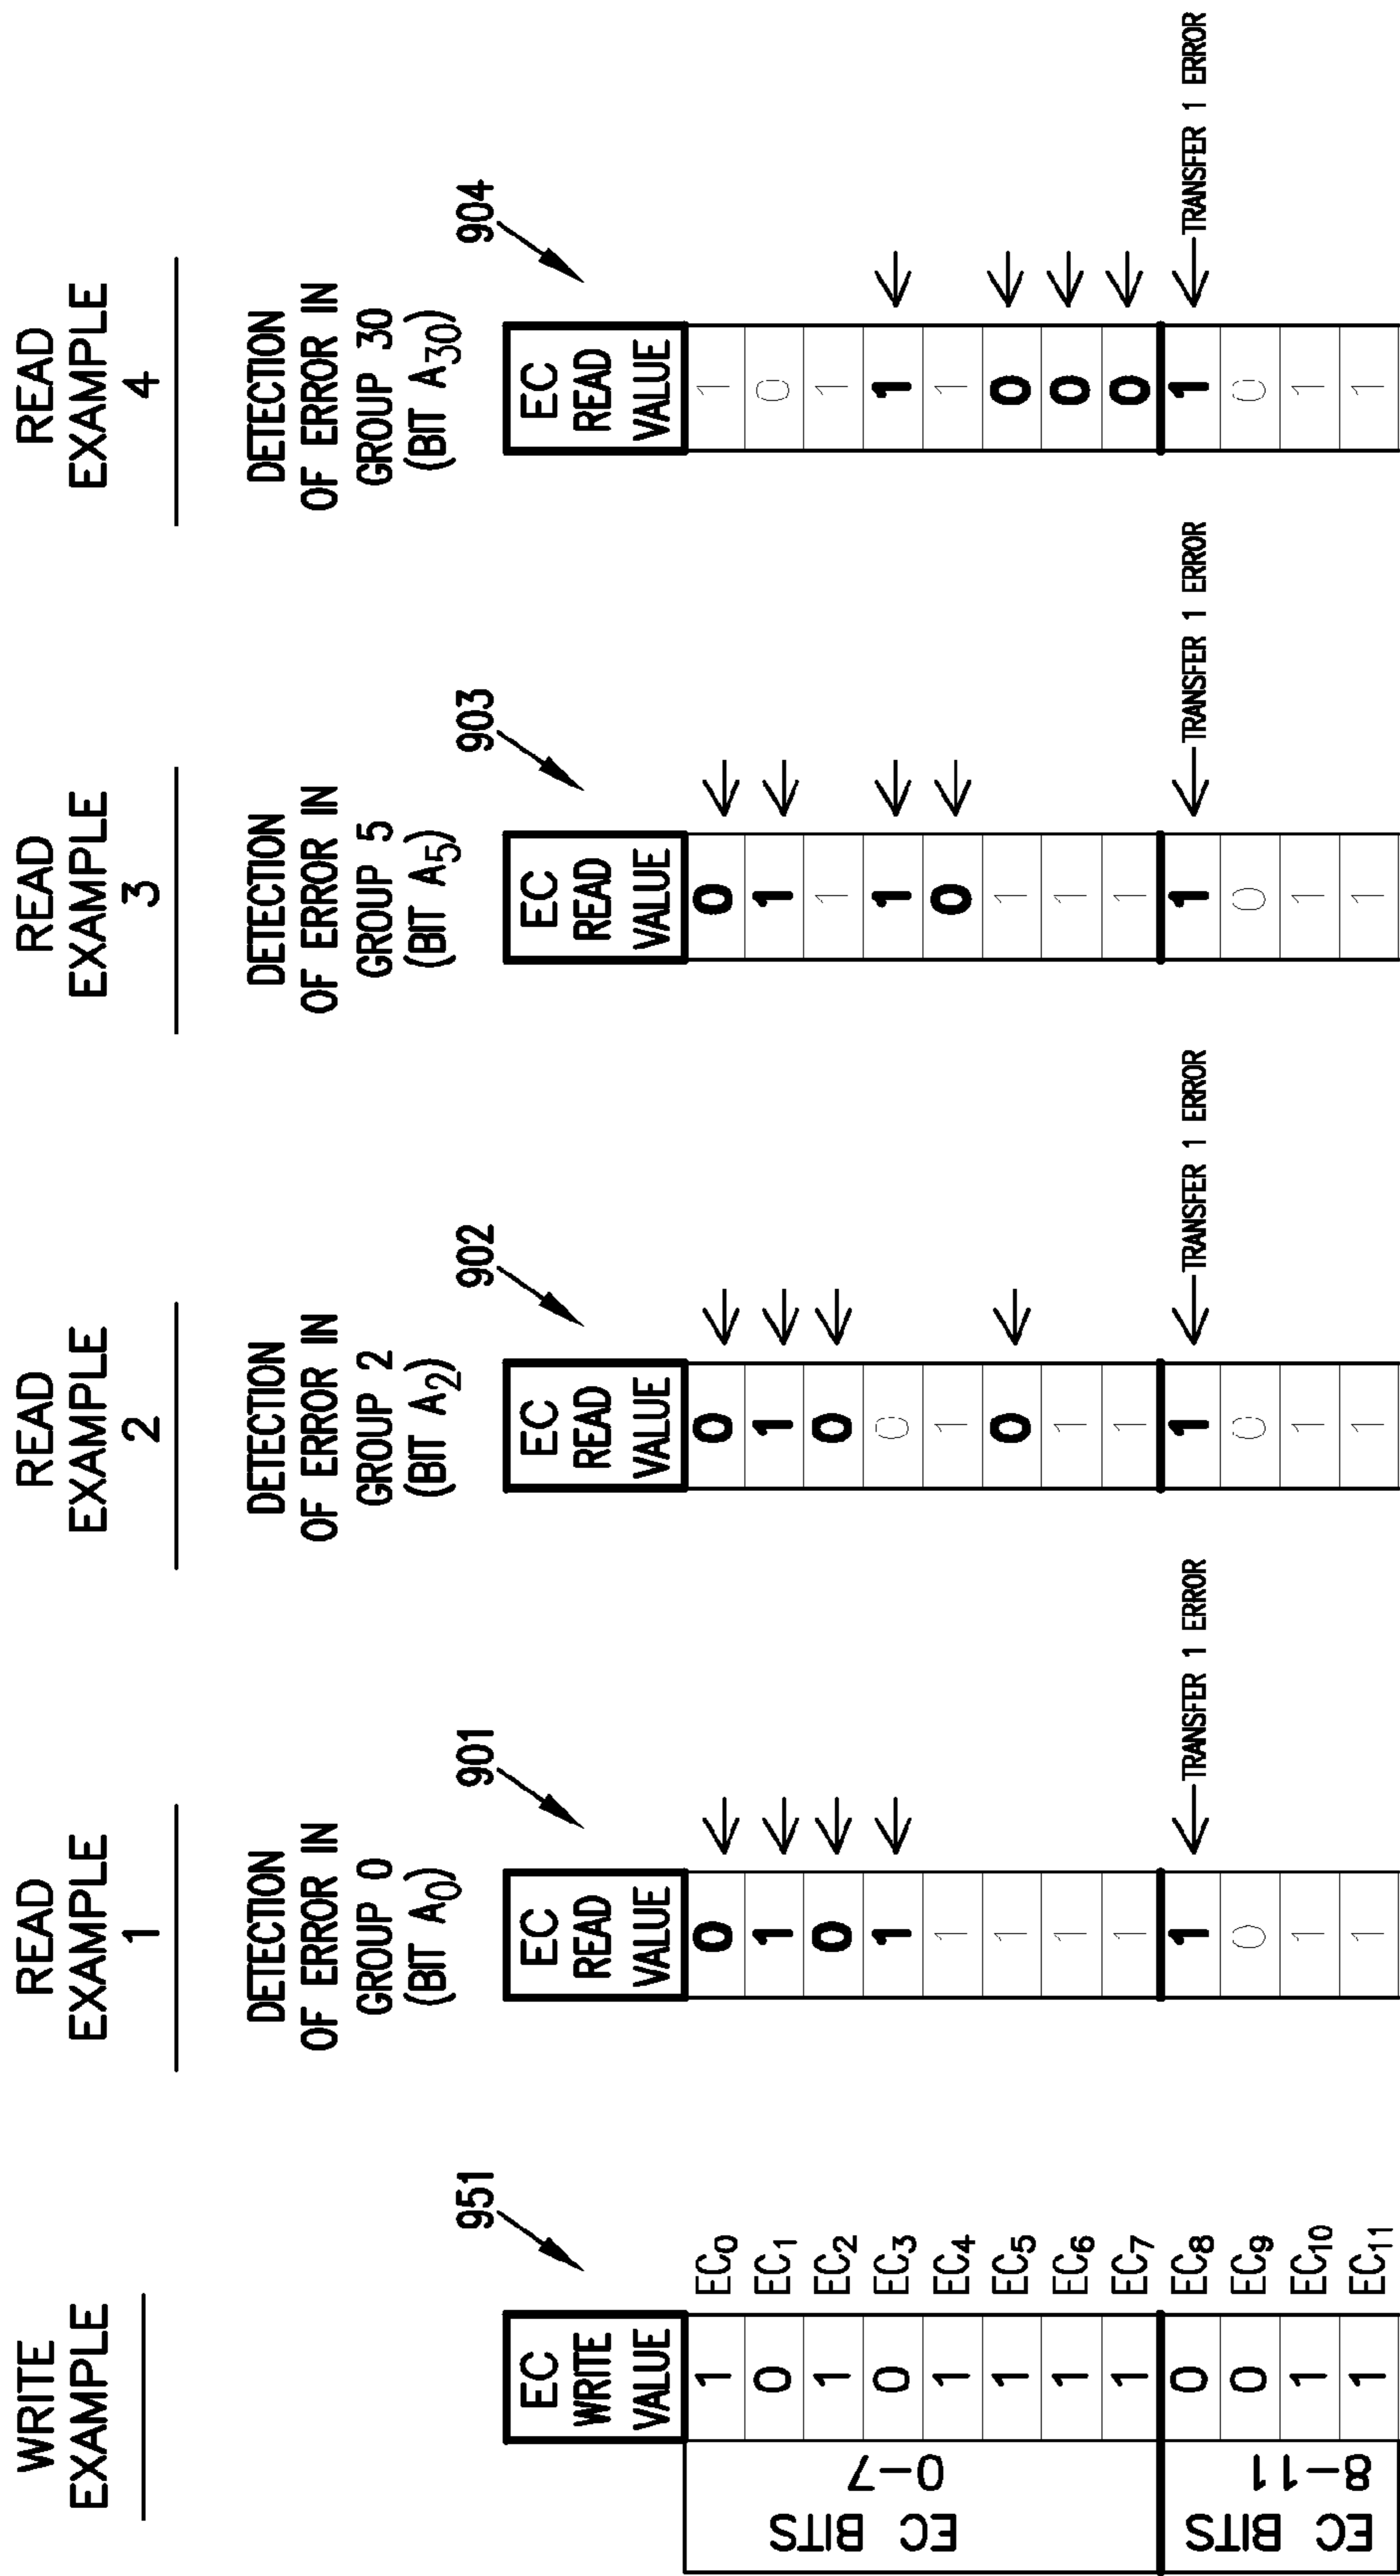 WRITE
EXAMPLE
951
EC
WRITE
VALUE
EC BITS
0-7
EC BITS
8-11
1 EC0
0 EC1
1 EC2
0 EC3
1 EC4
1 EC5
1 EC6
1 EC7
0 EC8
0 EC9
1 EC10
1 EC11
READ
EXAMPLE
1
DETECTION
OF ERROR IN
GROUP 0
(BIT A0)
901
EC
READ
VALUE
0
1
0
1
1
1
1
1
1 TRANSFER 1 ERROR
0
1
1
READ
EXAMPLE
2
DETECTION
OF ERROR IN
GROUP 2
(BIT A2)
902
EC
READ
VALUE
0
1
0
0
1
0
1
1
1 TRANSFER 1 ERROR
0
1
1
READ
EXAMPLE
3
DETECTION
OF ERROR IN
GROUP 5
(BIT A5)
903
EC
READ
VALUE
0
1
1
1
0
1
1
1
1 TRANSFER 1 ERROR
0
1
1
READ
EXAMPLE
4
DETECTION
OF ERROR IN
GROUP 30
(BIT A30)
904
EC
READ
VALUE
1
0
1
1
1
0
0
0
1 TRANSFER 1 ERROR
0
1
1